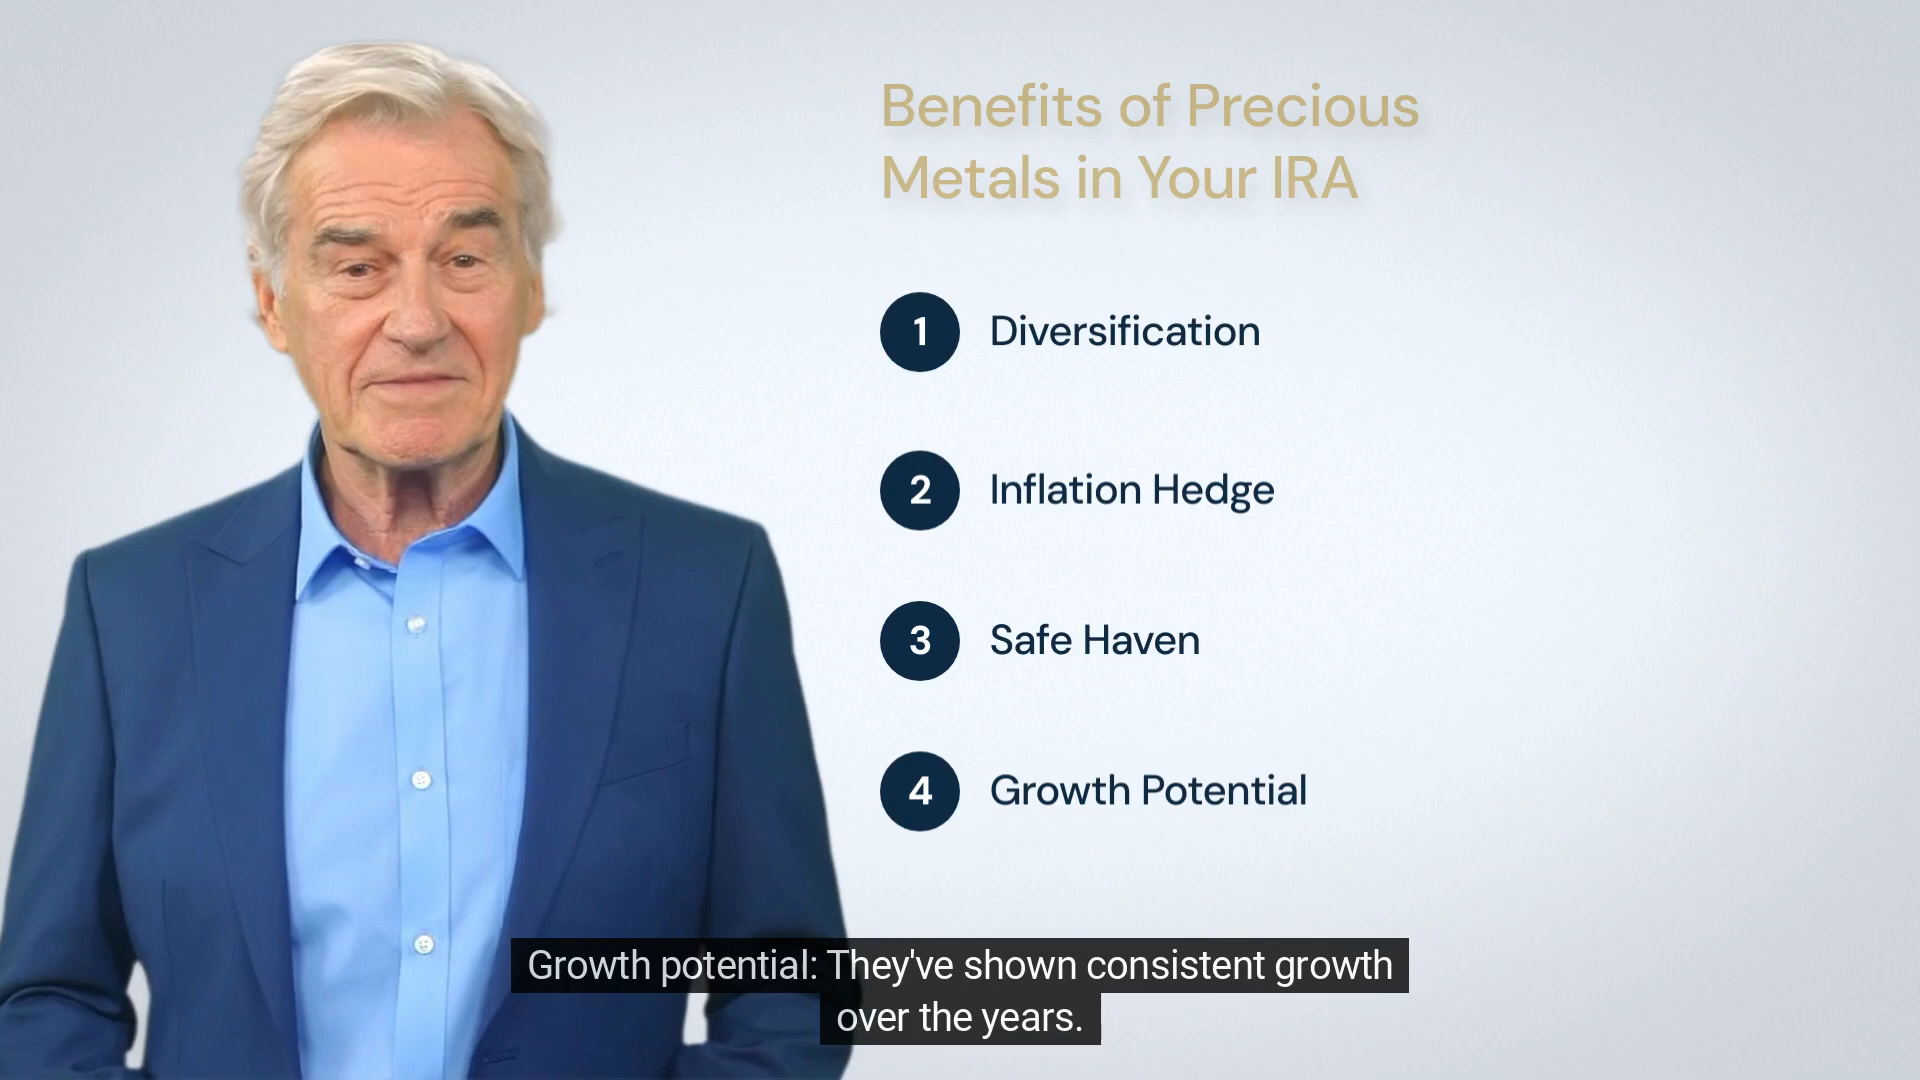 Benefits of Precious
Metals in Your IRA
1 Diversification
2 Inflation Hedge
3 Safe Haven
4 Growth Potential
Growth potential: They've shown consistent growth
over the years.